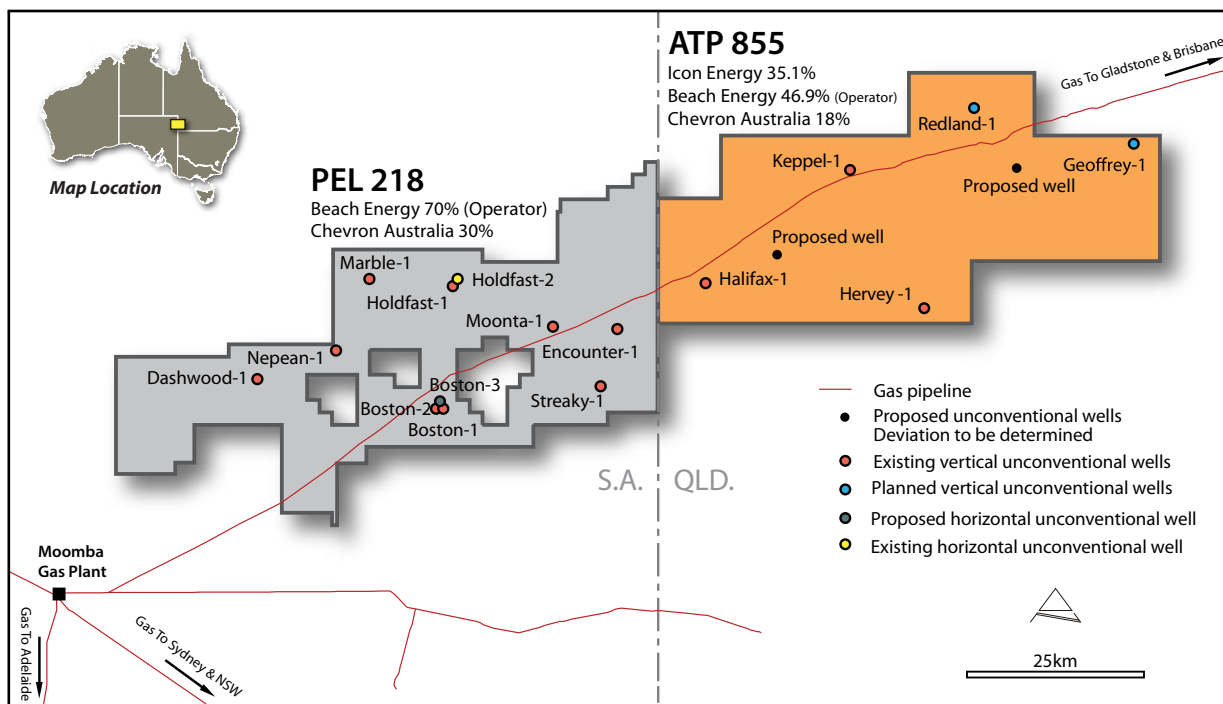 Map Location
ATP 855
Icon Energy 35.1%
Beach Energy 46.9% (Operator)
Chevron Australia 18%
Gas To Gladstone & Brisbane
Redland-1
Keppel-1
Geoffrey-1
Proposed well
PEL 218
Beach Energy 70% (Operator)
Chevron Australia 30%
Proposed well
Marble-1
Holdfast-2
Holdfast-1
Halifax-1
Hervey -1
Moonta-1
Encounter-1
Nepean-1
Dashwood-1
Boston-3
Streaky-1
Boston-2
Boston-1
S.A.
QLD.
Gas pipeline
Proposed unconventional wells
Deviation to be determined
Existing vertical unconventional wells
Planned vertical unconventional wells
Proposed horizontal unconventional well
Existing horizontal unconventional well
Moomba
Gas Plant
Gas To Adelaide
Gas To Sydney & NSW
25km